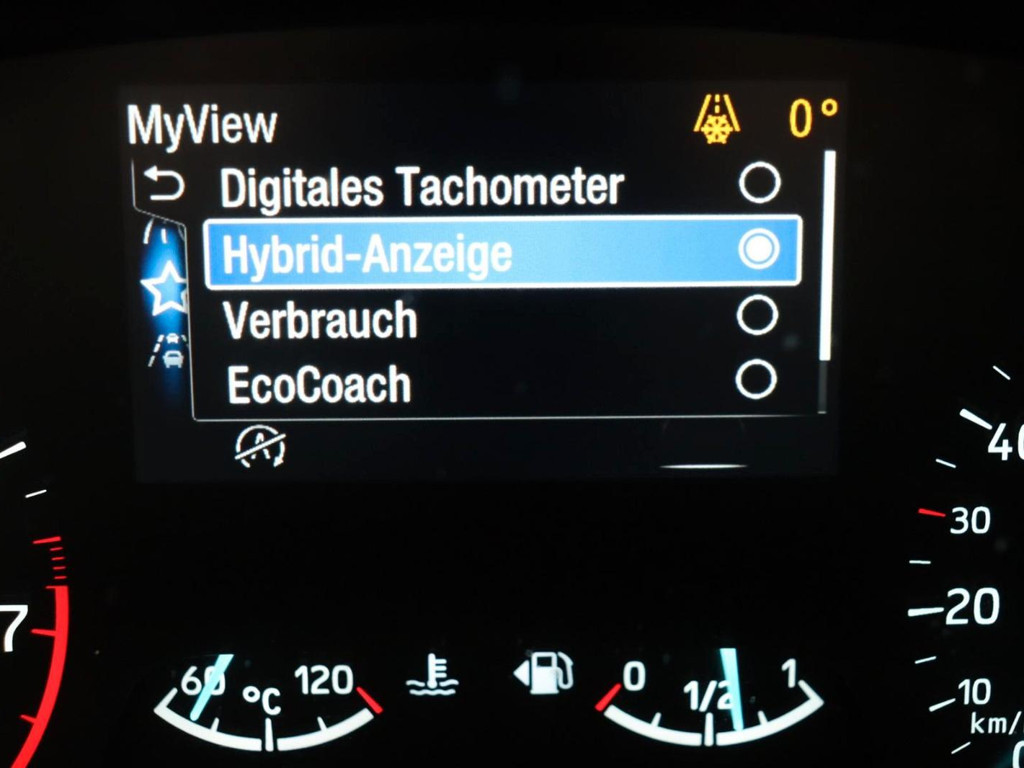 MyView 0°
Digitales Tachometer
Hybrid-Anzeige
Verbrauch
EcoCoach
A
40
30
20
10
km/
0
7
60 °C 120
0 1/2 1